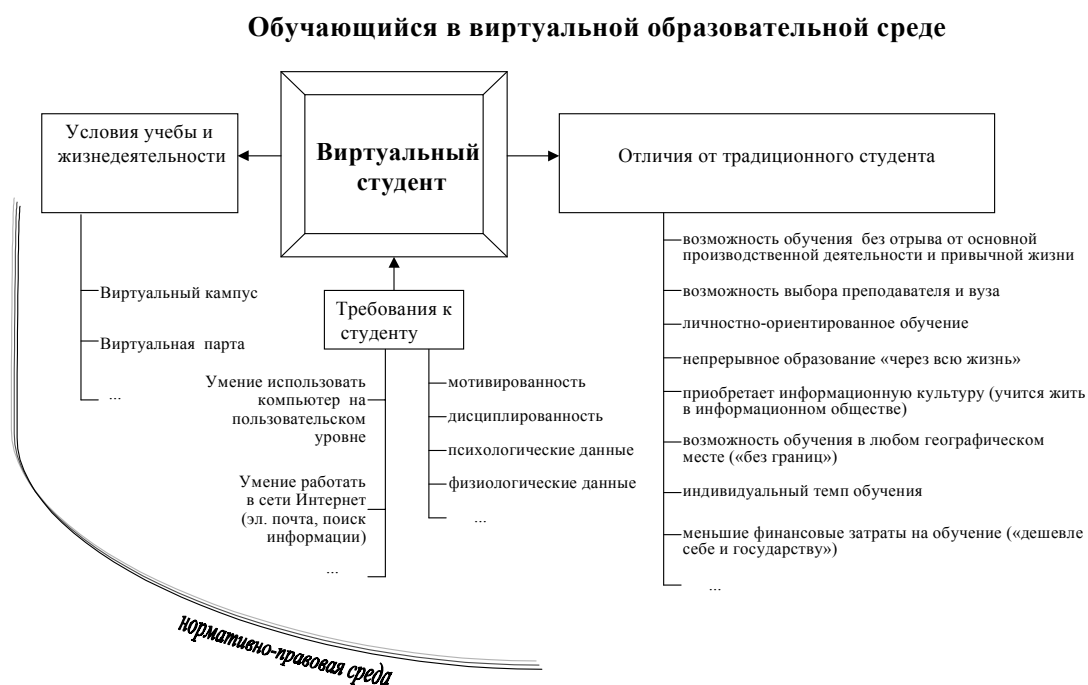 Обучающийся в виртуальной образовательной среде
Условия учебы и
жизнедеятельности
Виртуальный
студент
Отличия от традиционного студента
Виртуальный кампус
Виртуальная парта
...
Требования к
студенту
Умение использовать
компьютер на
пользовательском
уровне
Умение работать
в сети Интернет
(эл. почта, поиск
информации)
...
мотивированность
дисциплированность
психологические данные
физиологические данные
...
возможность обучения без отрыва от основной
производственной деятельности и привычной жизни
возможность выбора преподавателя и вуза
личностно-ориентированное обучение
непрерывное образование «через всю жизнь»
приобретает информационную культуру (учится жить
в информационном обществе)
возможность обучения в любом географическом
месте («без границ»)
индивидуальный темп обучения
меньшие финансовые затраты на обучение («дешевле
себе и государству»)
...
нормативно-правовая среда